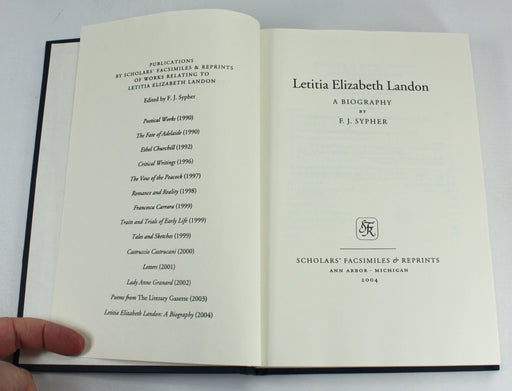 PUBLICATIONS
BY SCHOLARS' FACSIMILES & REPRINTS
OF WORKS RELATING TO
LETITIA ELIZABETH LANDON
Edited by F. J. Sypher
Poetical Works (1990)
The Fate of Adelaide (1990)
Ethel Churchill (1992)
Critical Writings (1996)
The Vow of the Peacock (1997)
Romance and Reality (1998)
Francesca Carrara (1999)
Traits and Trials of Early Life (1999)
Tales and Sketches (1999)
Castruccio Castrucani (2000)
Letters (2001)
Lady Anne Granard (2002)
Poems from The Literary Gazette (2003)
Letitia Elizabeth Landon: A Biography (2004)
Letitia Elizabeth Landon
A BIOGRAPHY
BY
F. J. SYPHER
SCHOLARS' FACSIMILES & REPRINTS
ANN ARBOR · MICHIGAN
2004